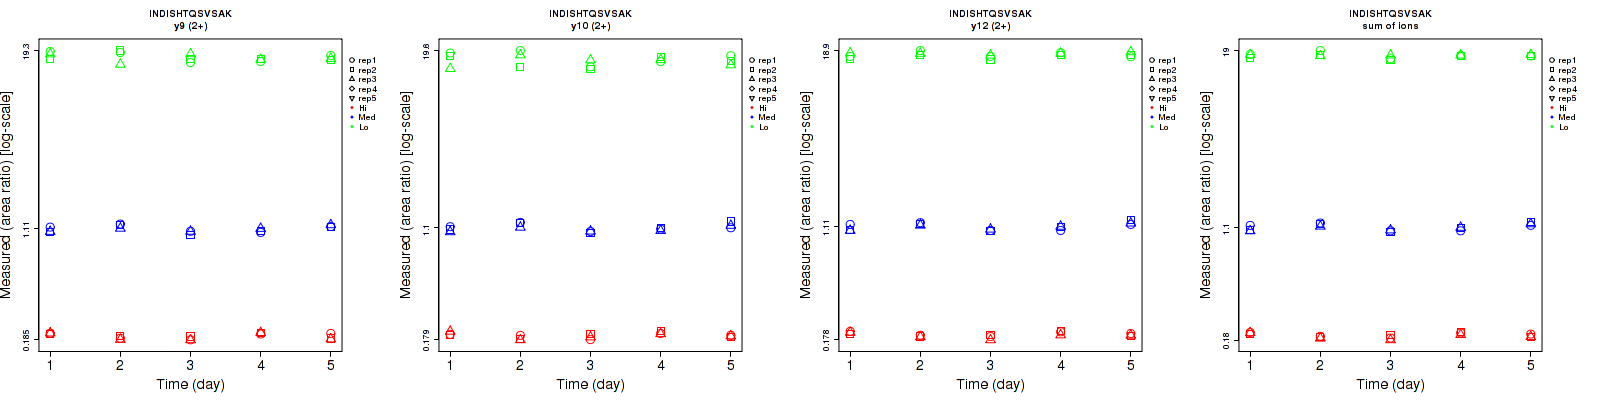 INDISHTQSVSAK
y9 (2+)
Measured (area ratio) [log-scale]
19.3
1.11
0.185
1 2 3 4 5
Time (day)
rep1
rep2
rep3
rep4
rep5
Hi
Med
Lo
INDISHTQSVSAK
y10 (2+)
Measured (area ratio) [log-scale]
19.6
1.1
0.179
1 2 3 4 5
Time (day)
rep1
rep2
rep3
rep4
rep5
Hi
Med
Lo
INDISHTQSVSAK
y12 (2+)
Measured (area ratio) [log-scale]
18.9
1.11
0.178
1 2 3 4 5
Time (day)
rep1
rep2
rep3
rep4
rep5
Hi
Med
Lo
INDISHTQSVSAK
sum of ions
Measured (area ratio) [log-scale]
19
1.1
0.18
1 2 3 4 5
Time (day)
rep1
rep2
rep3
rep4
rep5
Hi
Med
Lo